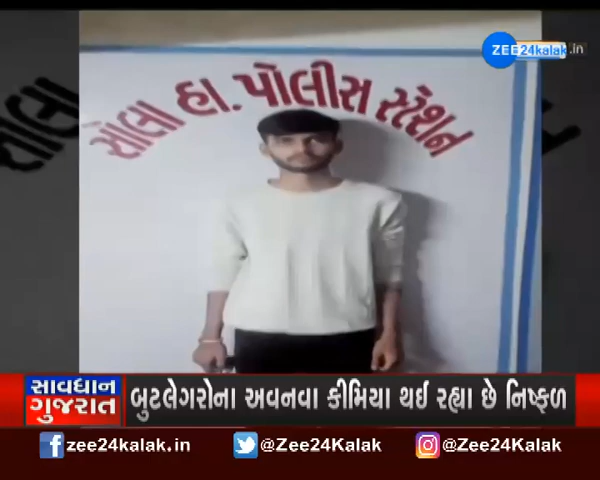 ZEE24kalak.in
સોલા હા. પોલીસ સ્ટેશન
સાવધાન
ગુજરાત
બુટલેગરોના અવનવા કીમિયા થઈ રહ્યા છે નિષ્ફળ
zee24kalak.in
@Zee24Kalak
@Zee24Kalak